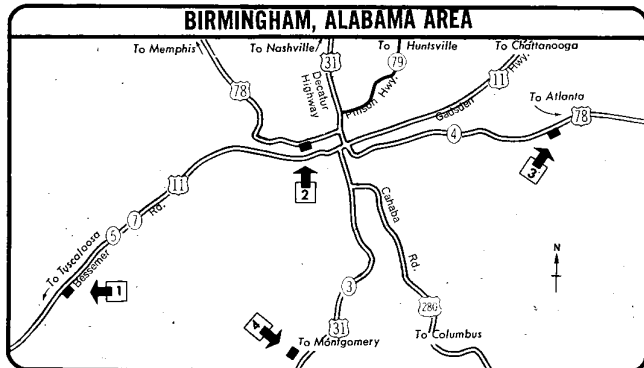 BIRMINGHAM, ALABAMA AREA
To Memphis
To Nashville
To Huntsville
To Chattanooga
31
79
Decatur
Highway
Pinson Hwy.
11
Hwy.
Gadsden
78
To Atlanta
78
4
11
2
3
7
Rd.
5
To Tuscaloosa
Bessemer
1
Cahaba
Rd.
N
3
280
31
4
To Montgomery
To Columbus